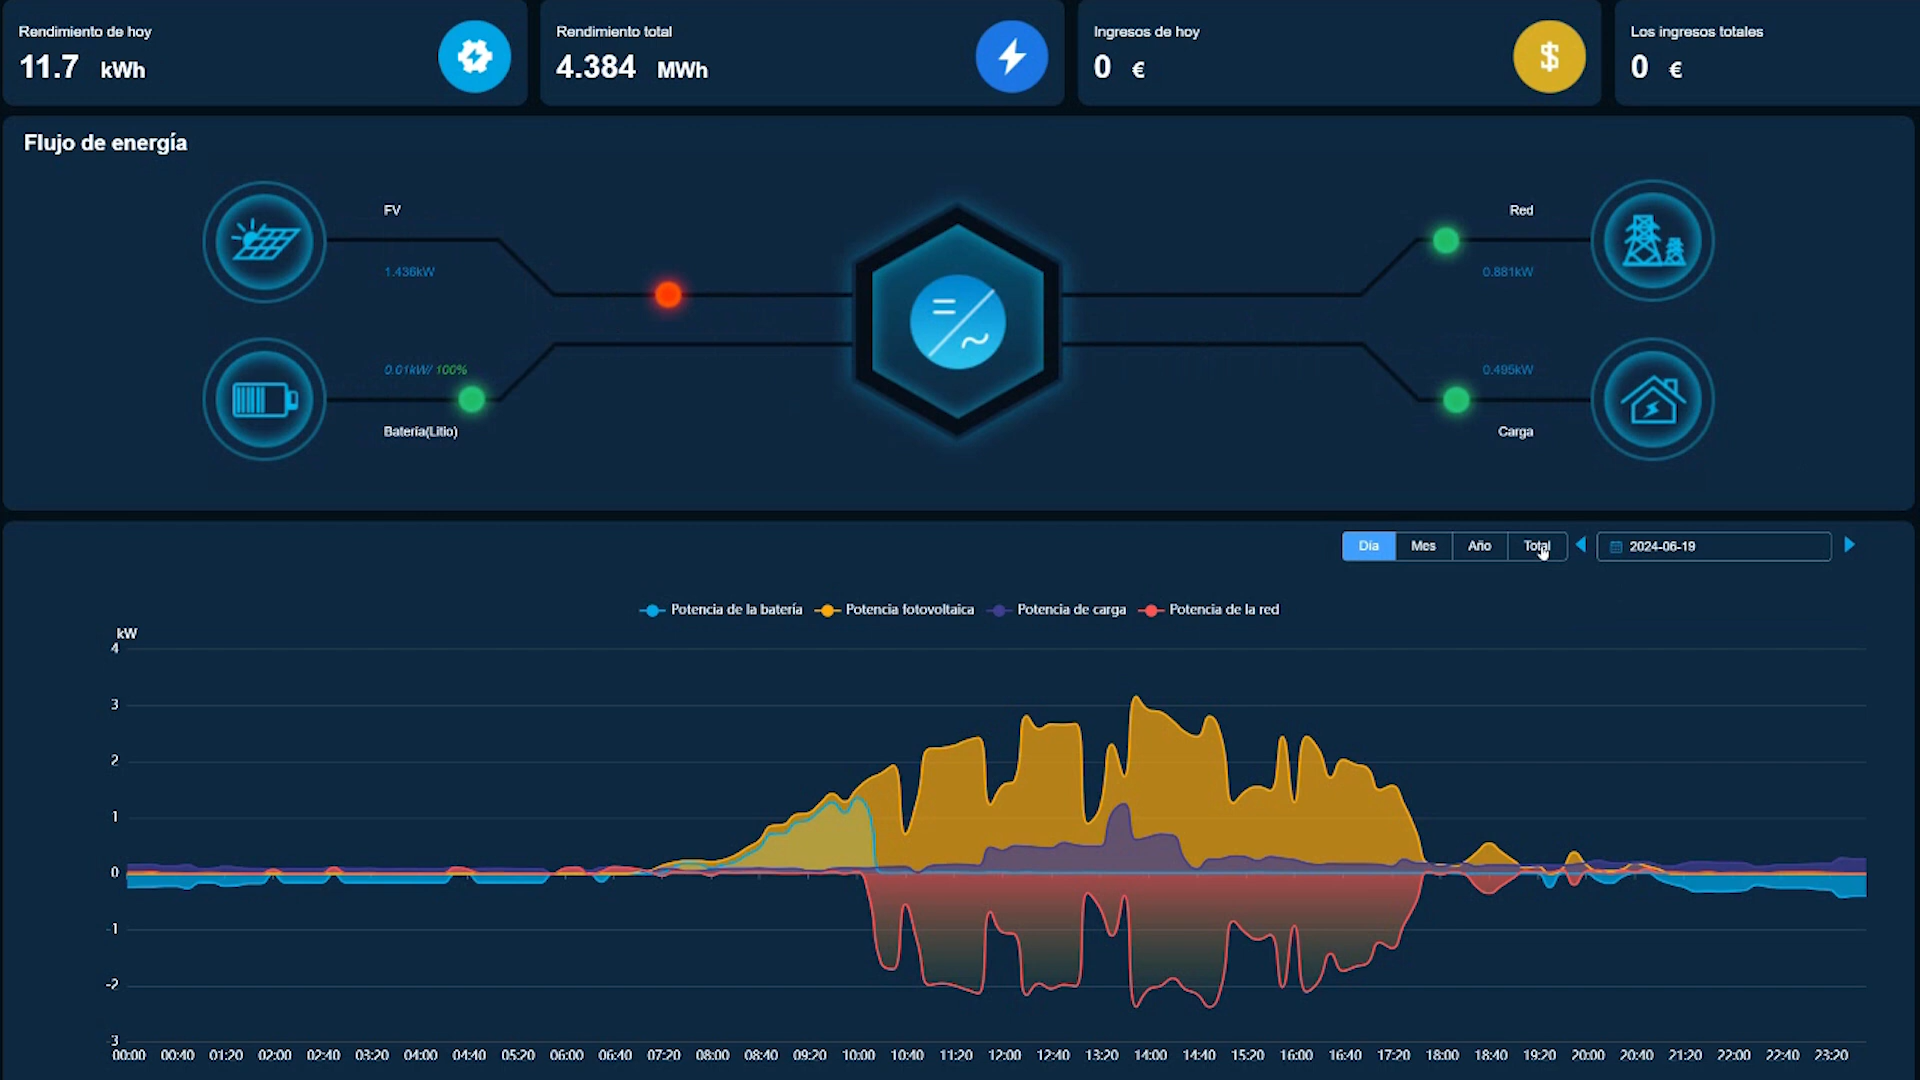 Rendimiento de hoy
11.7 kWh
Rendimiento total
4.384 MWh
Ingresos de hoy
0 €
$
Los ingresos totales
0 €
Flujo de energía
FV
1.436kW
Red
0.881kW
0.01kW/ 100%
Batería(Litio)
0.495kW
Carga
Día Mes Año Total 2024-06-19
Potencia de la batería Potencia fotovoltaica Potencia de carga Potencia de la red
kW
4
3
2
1
0
-1
-2
-3
00:00 00:40 01:20 02:00 02:40 03:20 04:00 04:40 05:20 06:00 06:40 07:20 08:00 08:40 09:20 10:00 10:40 11:20 12:00 12:40 13:20 14:00 14:40 15:20 16:00 16:40 17:20 18:00 18:40 19:20 20:00 20:40 21:20 22:00 22:40 23:20